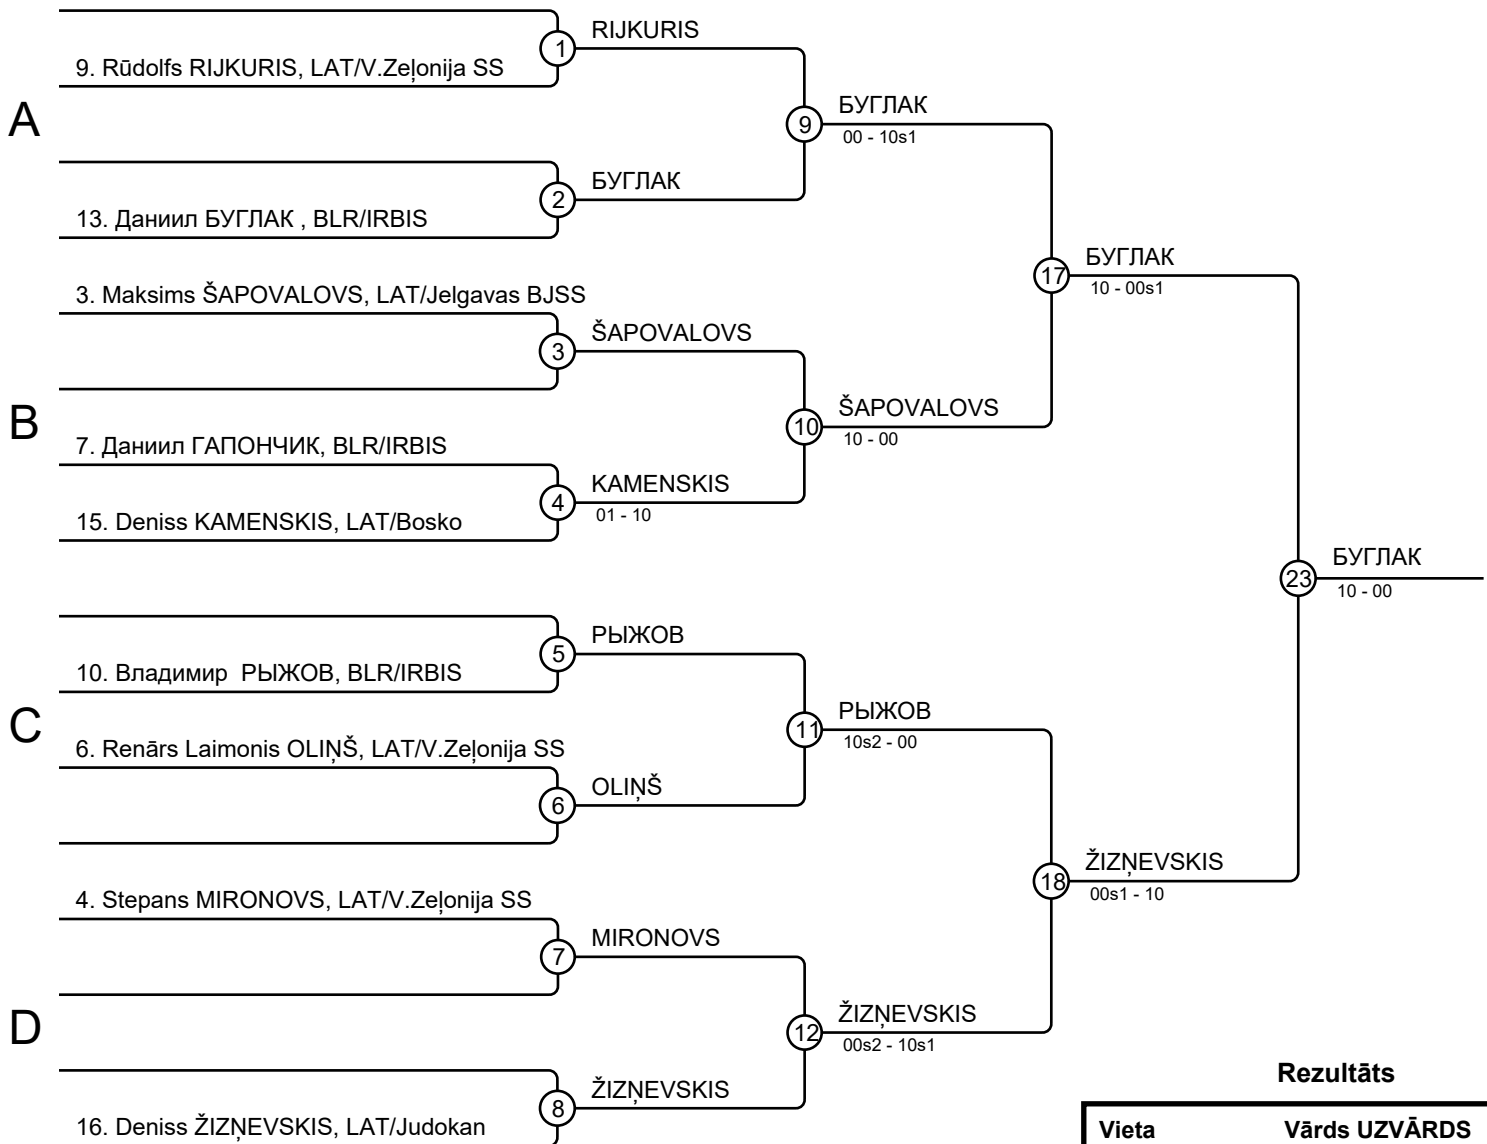 RIJKURIS
1
9. Rūdolfs RIJKURIS, LAT/V.Zeļonija SS
A
БУГЛАК
9
00 - 10s1
БУГЛАК
2
13. Даниил БУГЛАК , BLR/IRBIS
БУГЛАК
17
10 - 00s1
3. Maksims ŠAPOVALOVS, LAT/Jelgavas BJSS
ŠAPOVALOVS
3
B
ŠAPOVALOVS
10
10 - 00
7. Даниил ГАПОНЧИК, BLR/IRBIS
KAMENSKIS
4
01 - 10
15. Deniss KAMENSKIS, LAT/Bosko
БУГЛАК
23
10 - 00
РЫЖОВ
5
10. Владимир  РЫЖОВ, BLR/IRBIS
C
РЫЖОВ
11
10s2 - 00
6. Renārs Laimonis OLIŅŠ, LAT/V.Zeļonija SS
OLIŅŠ
6
ŽIZŅEVSKIS
18
00s1 - 10
4. Stepans MIRONOVS, LAT/V.Zeļonija SS
MIRONOVS
7
D
ŽIZŅEVSKIS
12
00s2 - 10s1
ŽIZŅEVSKIS
8
16. Deniss ŽIZŅEVSKIS, LAT/Judokan
Rezultāts
Vieta Vārds UZVĀRDS